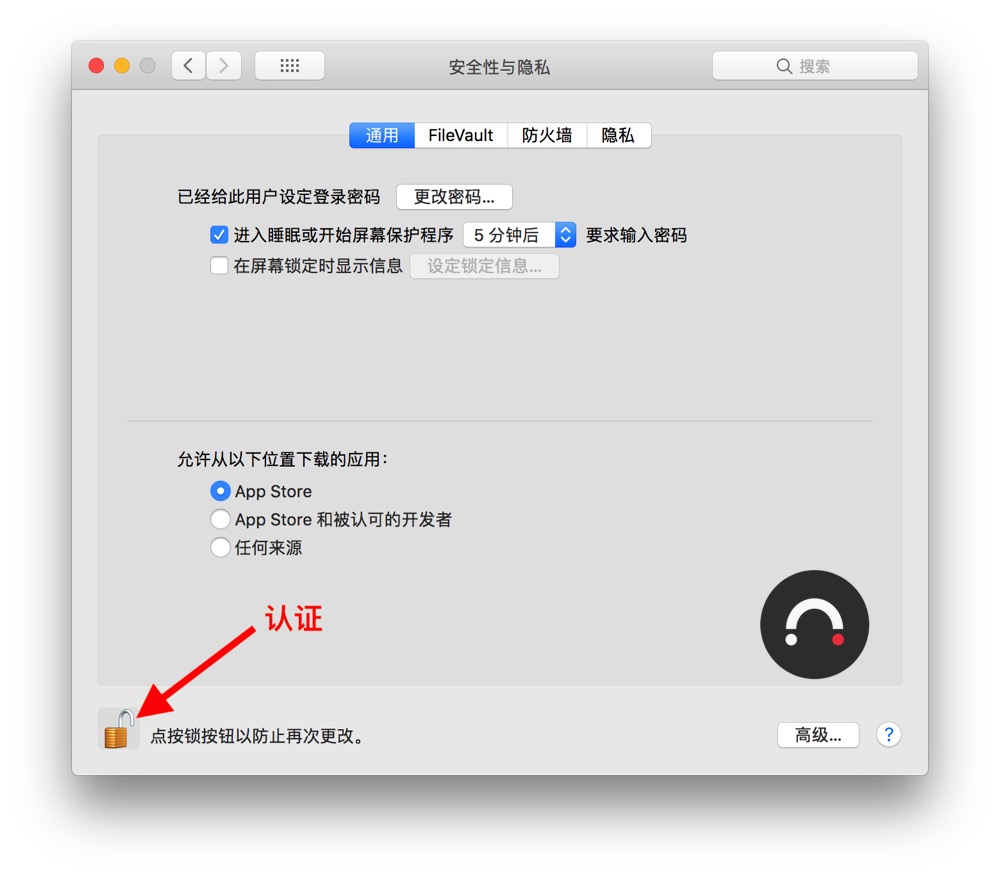 安全性与隐私
搜索
通用 FileVault 防火墙 隐私
已经给此用户设定登录密码 更改密码...
进入睡眠或开始屏幕保护程序 5 分钟后 要求输入密码
在屏幕锁定时显示信息 设定锁定信息...
允许从以下位置下载的应用：
App Store
App Store 和被认可的开发者
任何来源
认证
点按锁按钮以防止再次更改。
高级... ?